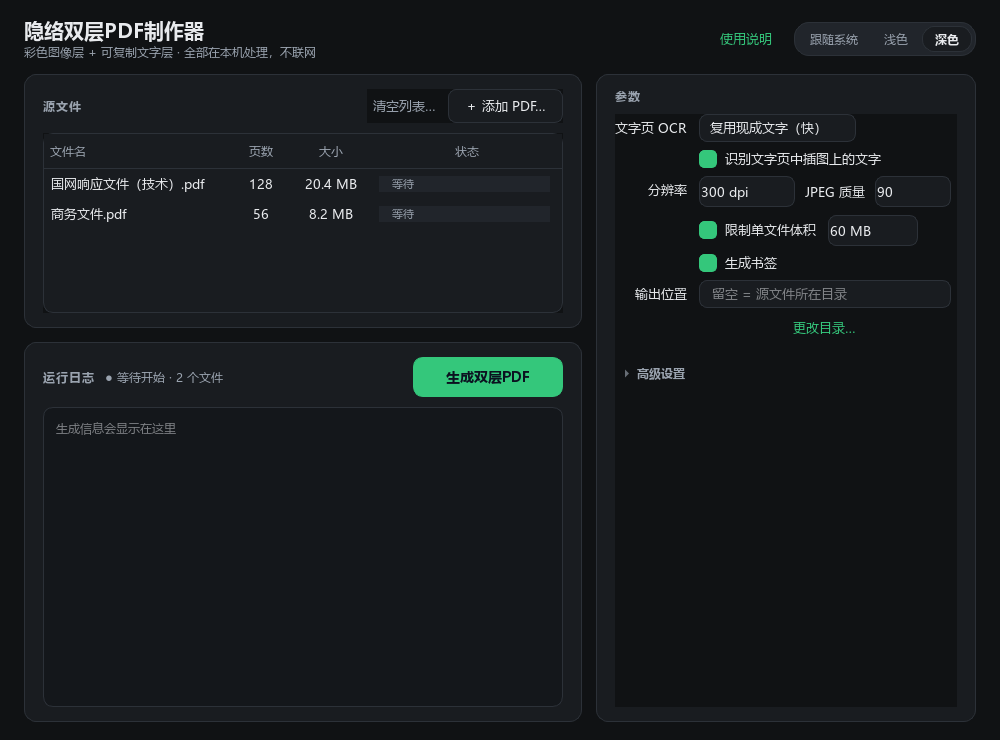 隐络双层PDF制作器
彩色图像层 + 可复制文字层 · 全部在本机处理，不联网
使用说明
跟随系统 浅色 深色
源文件
清空列表... + 添加 PDF...
文件名 页数 大小 状态
国网响应文件（技术）.pdf 128 20.4 MB 等待
商务文件.pdf 56 8.2 MB 等待
运行日志 ● 等待开始 · 2 个文件
生成双层PDF
生成信息会显示在这里
参数
文字页 OCR 复用现成文字（快）
识别文字页中插图上的文字
分辨率 300 dpi JPEG 质量 90
限制单文件体积 60 MB
生成书签
输出位置 留空 = 源文件所在目录
更改目录...
高级设置